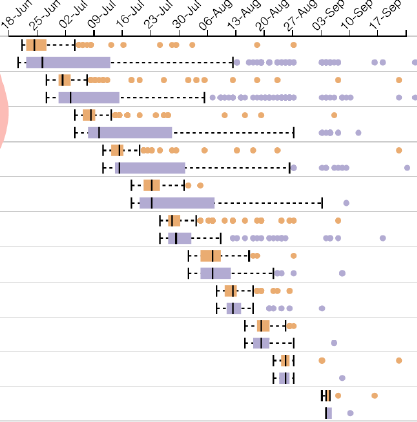 18-Jun
25-Jun
02-Jul
09-Jul
16-Jul
23-Jul
30-Jul
06-Aug
13-Aug
20-Aug
27-Aug
03-Sep
10-Sep
17-Sep